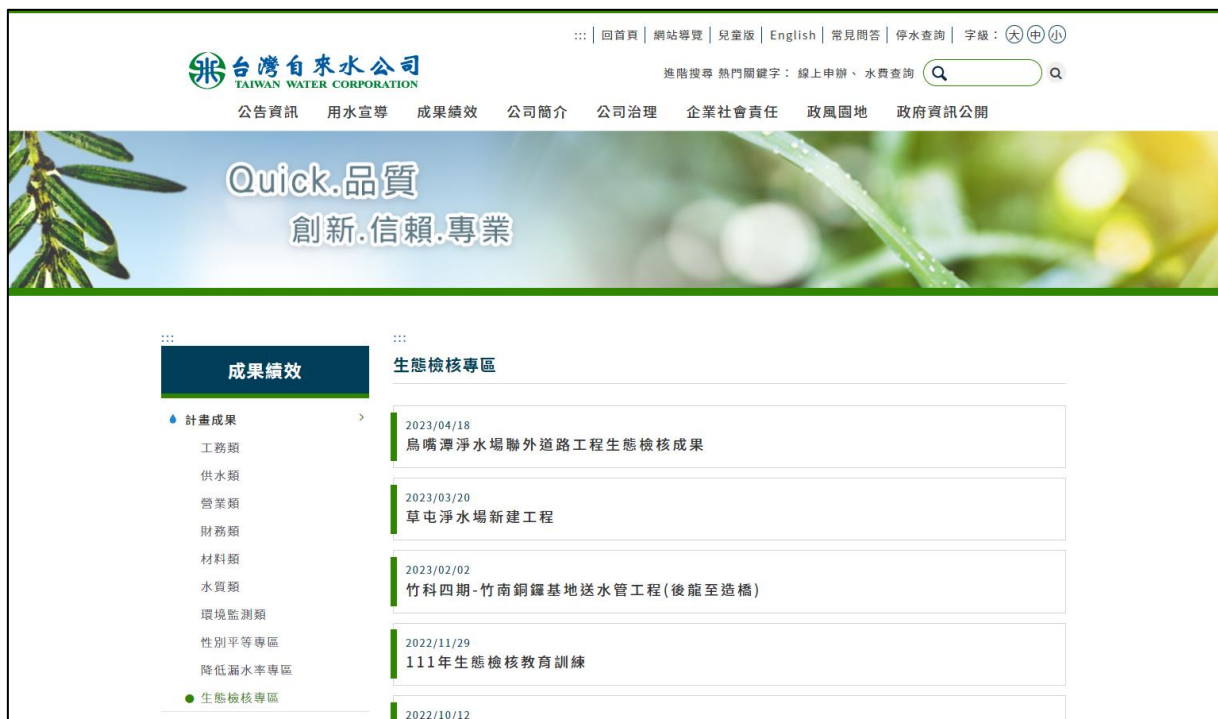 :::│回首頁│網站導覽│兒童版│English│常見問答│停水查詢│ 字級：大 中 小
台灣自來水公司
TAIWAN WATER CORPORATION
進階搜尋 熱門關鍵字： 線上申辦、 水費查詢
公告資訊 用水宣導 成果績效 公司簡介 公司治理 企業社會責任 政風園地 政府資訊公開
Quick.品質
創新.信賴.專業
:::
成果績效
計畫成果
工務類
供水類
營業類
財務類
材料類
水質類
環境監測類
性別平等專區
降低漏水率專區
生態檢核專區
:::
生態檢核專區
2023/04/18
鳥嘴潭淨水場聯外道路工程生態檢核成果
2023/03/20
草屯淨水場新建工程
2023/02/02
竹科四期-竹南銅鑼基地送水管工程(後龍至造橋)
2022/11/29
111年生態檢核教育訓練
2022/10/12